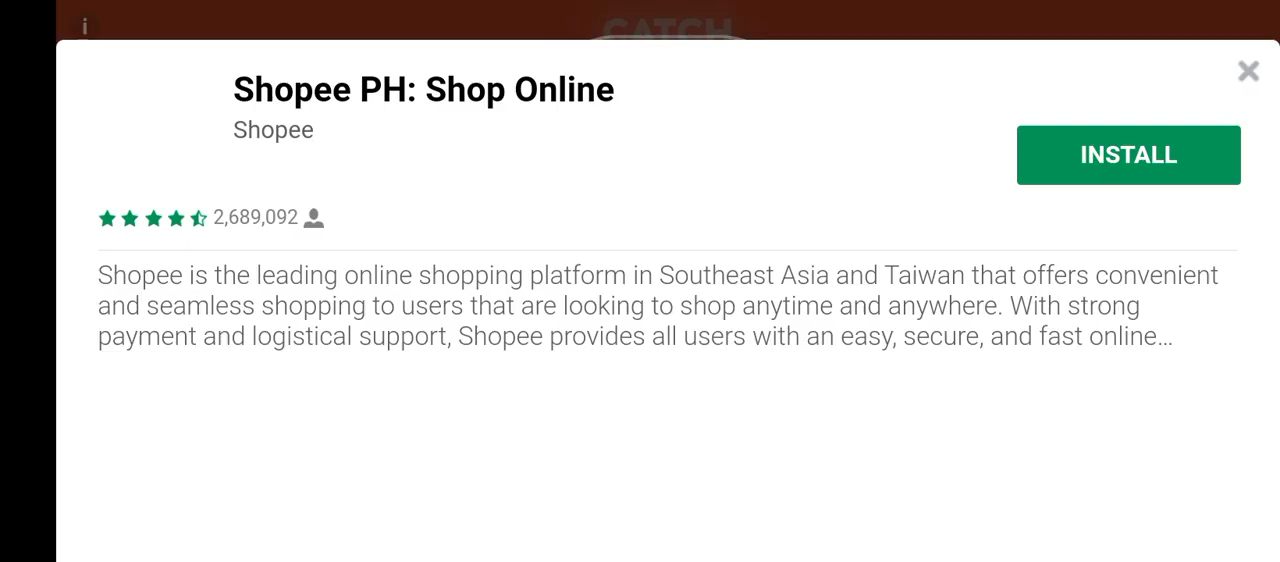 i
CATCH
Shopee PH: Shop Online
Shopee
INSTALL
2,689,092
Shopee is the leading online shopping platform in Southeast Asia and Taiwan that offers convenient
and seamless shopping to users that are looking to shop anytime and anywhere. With strong
payment and logistical support, Shopee provides all users with an easy, secure, and fast online...